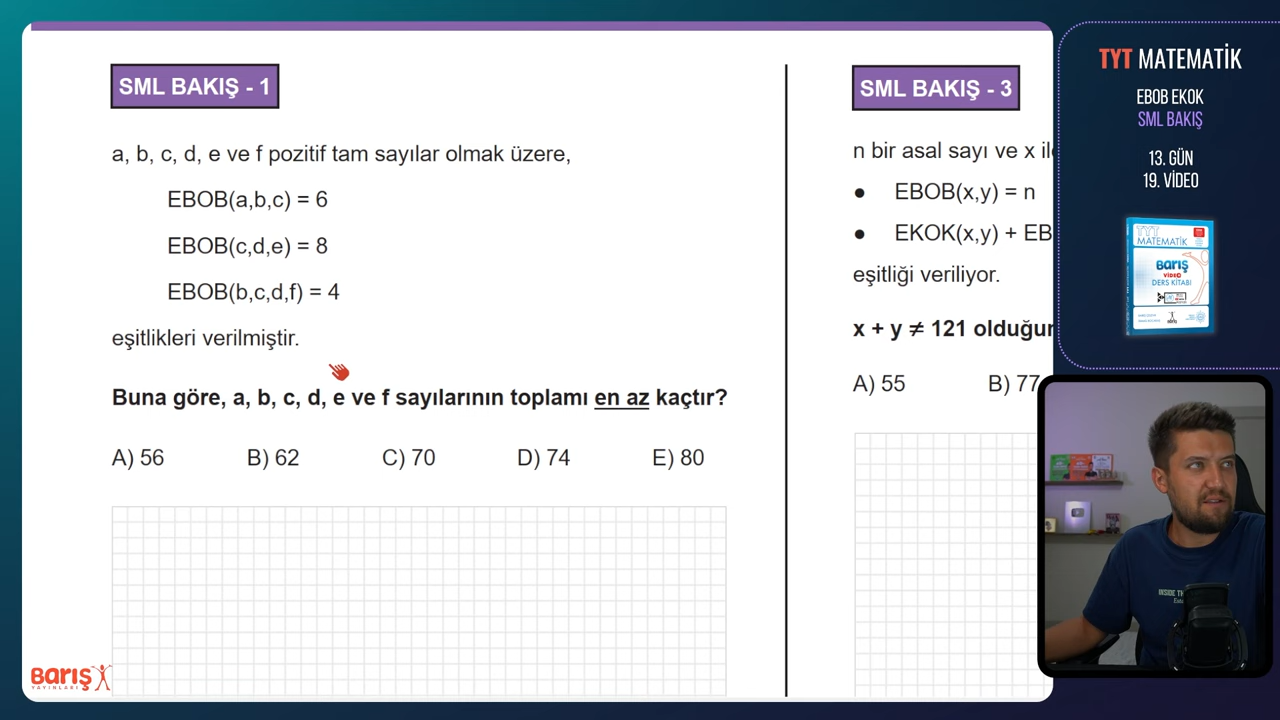 SML BAKIŞ - 1
a, b, c, d, e ve f pozitif tam sayılar olmak üzere,
EBOB(a,b,c) = 6
EBOB(c,d,e) = 8
EBOB(b,c,d,f) = 4
eşitlikleri verilmiştir.
Buna göre, a, b, c, d, e ve f sayılarının toplamı en az kaçtır?
A) 56 B) 62 C) 70 D) 74 E) 80
BARIŞ
YAYINLARI
SML BAKIŞ - 3
n bir asal sayı ve x il
● EBOB(x,y) = n
● EKOK(x,y) + EB
eşitliği veriliyor.
x + y ≠ 121 olduğun
A) 55 B) 77
TYT MATEMATİK
EBOB EKOK
SML BAKIŞ
13. GÜN
19. VİDEO
TYT
MATEMATİK
BARIŞ
VİDEO
DERS KİTABI